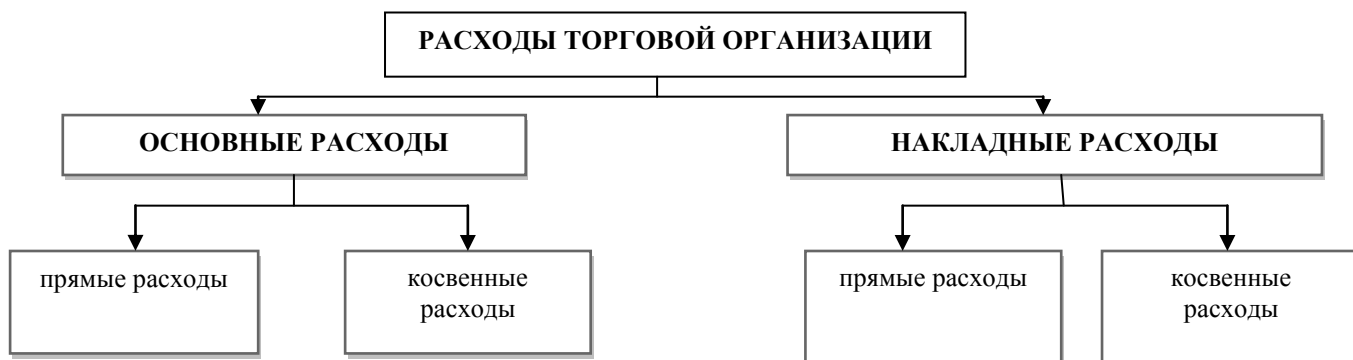 РАСХОДЫ ТОРГОВОЙ ОРГАНИЗАЦИИ
ОСНОВНЫЕ РАСХОДЫ
НАКЛАДНЫЕ РАСХОДЫ
прямые расходы
косвенные
расходы
прямые расходы
косвенные
расходы